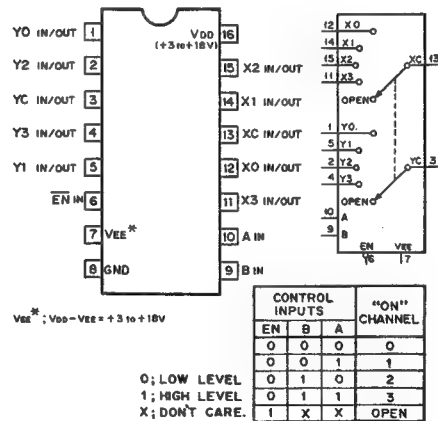 Y0 IN/OUT 1
Y2 IN/OUT 2
YC IN/OUT 3
Y3 IN/OUT 4
Y1 IN/OUT 5
EN IN 6
7 VEE*
8 GND
VDD 16
(+3 to +18V)
15 X2 IN/OUT
14 X1 IN/OUT
13 XC IN/OUT
12 X0 IN/OUT
11 X3 IN/OUT
10 A IN
9 B IN
VEE* ; VDD-VEE = +3 to +18V
12 X0
14 X1
15 X2
11 X3
OPEN
XC 13
1 Y0.
5 Y1
2 Y2
4 Y3
OPEN
YC 3
10 A
9 B
EN VEE
6 7
CONTROL INPUTS "ON" CHANNEL
EN B A
0 0 0 0
0 0 1 1
0 1 0 2
0 1 1 3
1 X X OPEN
0; LOW LEVEL
1; HIGH LEVEL
X; DON'T CARE.